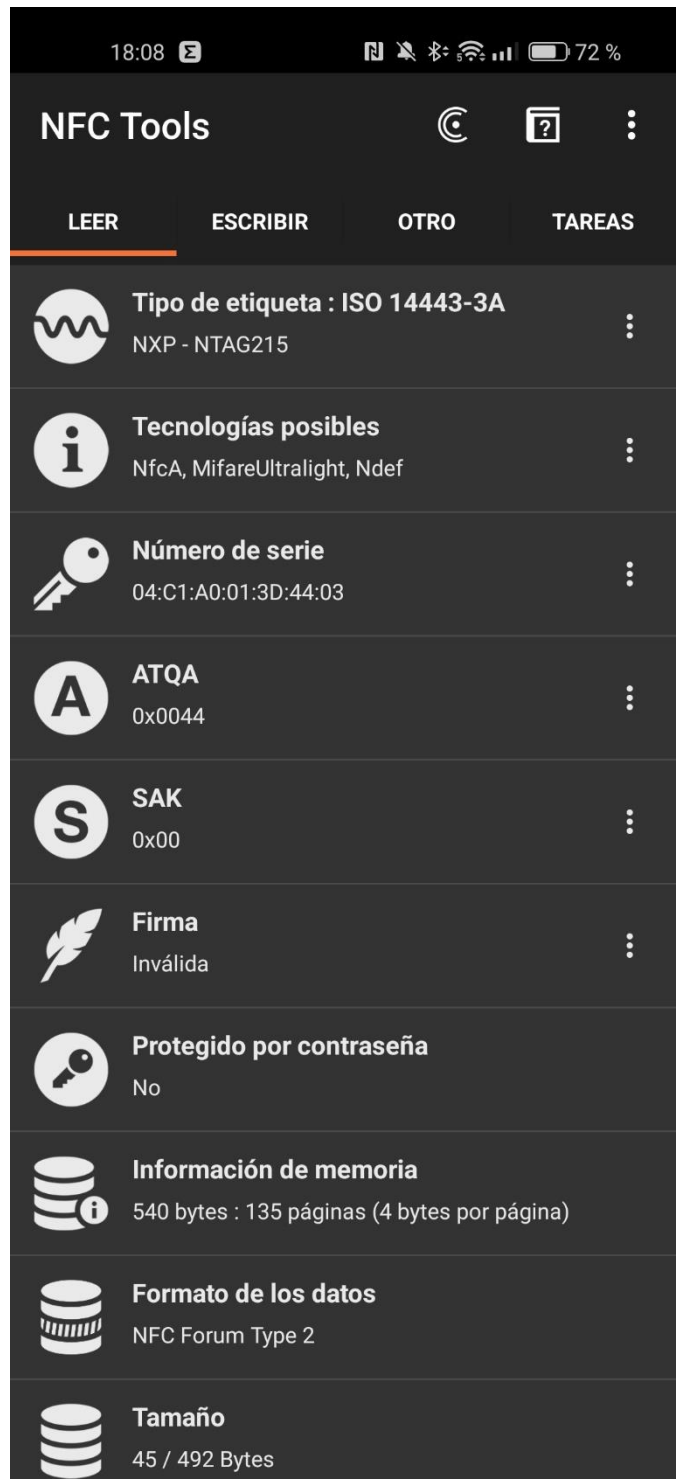 18:08 Σ 5 72 %
NFC Tools ?
LEER ESCRIBIR OTRO TAREAS
Tipo de etiqueta : ISO 14443-3A
NXP - NTAG215
i
Tecnologías posibles
NfcA, MifareUltralight, Ndef
Número de serie
04:C1:A0:01:3D:44:03
A
ATQA
0x0044
S
SAK
0x00
Firma
Inválida
Protegido por contraseña
No
i
Información de memoria
540 bytes : 135 páginas (4 bytes por página)
Formato de los datos
NFC Forum Type 2
Tamaño
45 / 492 Bytes